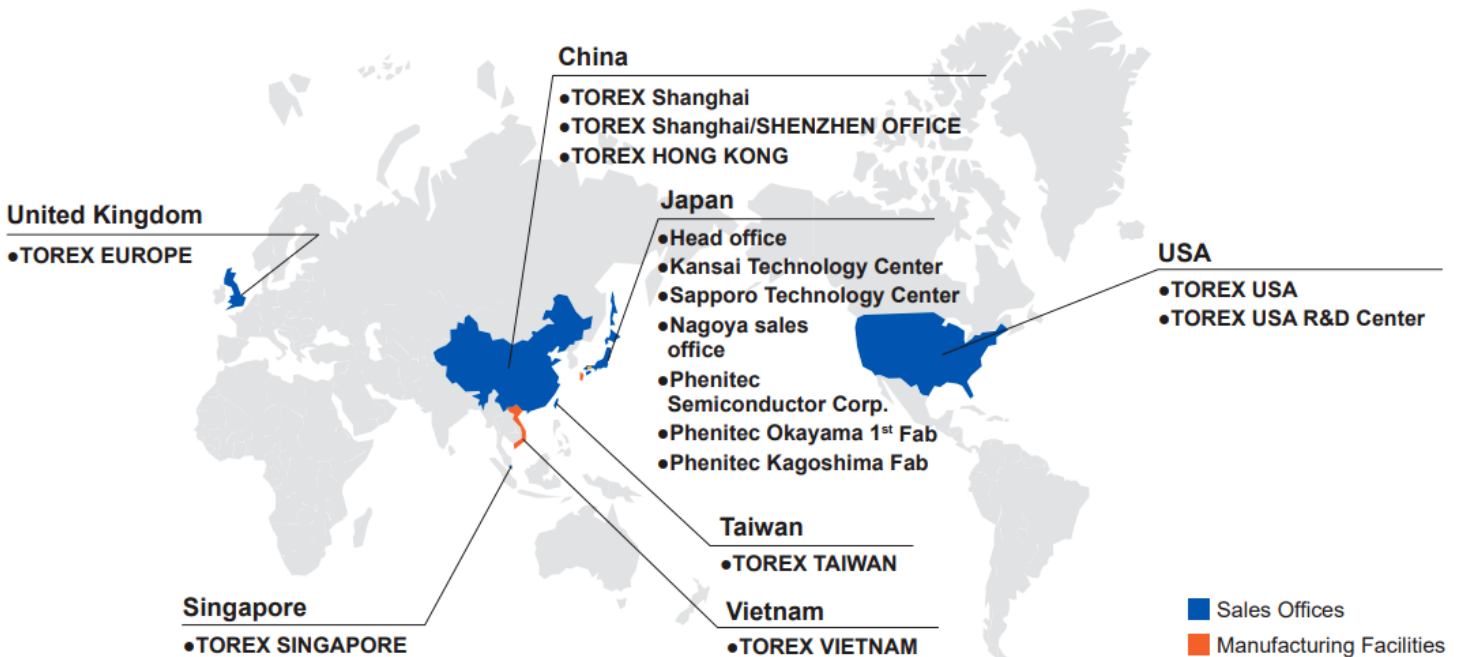 China
●TOREX Shanghai
●TOREX Shanghai/SHENZHEN OFFICE
●TOREX HONG KONG
United Kingdom
●TOREX EUROPE
Japan
●Head office
●Kansai Technology Center
●Sapporo Technology Center
●Nagoya sales
office
●Phenitec
Semiconductor Corp.
●Phenitec Okayama 1st Fab
●Phenitec Kagoshima Fab
USA
●TOREX USA
●TOREX USA R&D Center
Taiwan
●TOREX TAIWAN
Singapore
●TOREX SINGAPORE
Vietnam
●TOREX VIETNAM
Sales Offices
Manufacturing Facilities